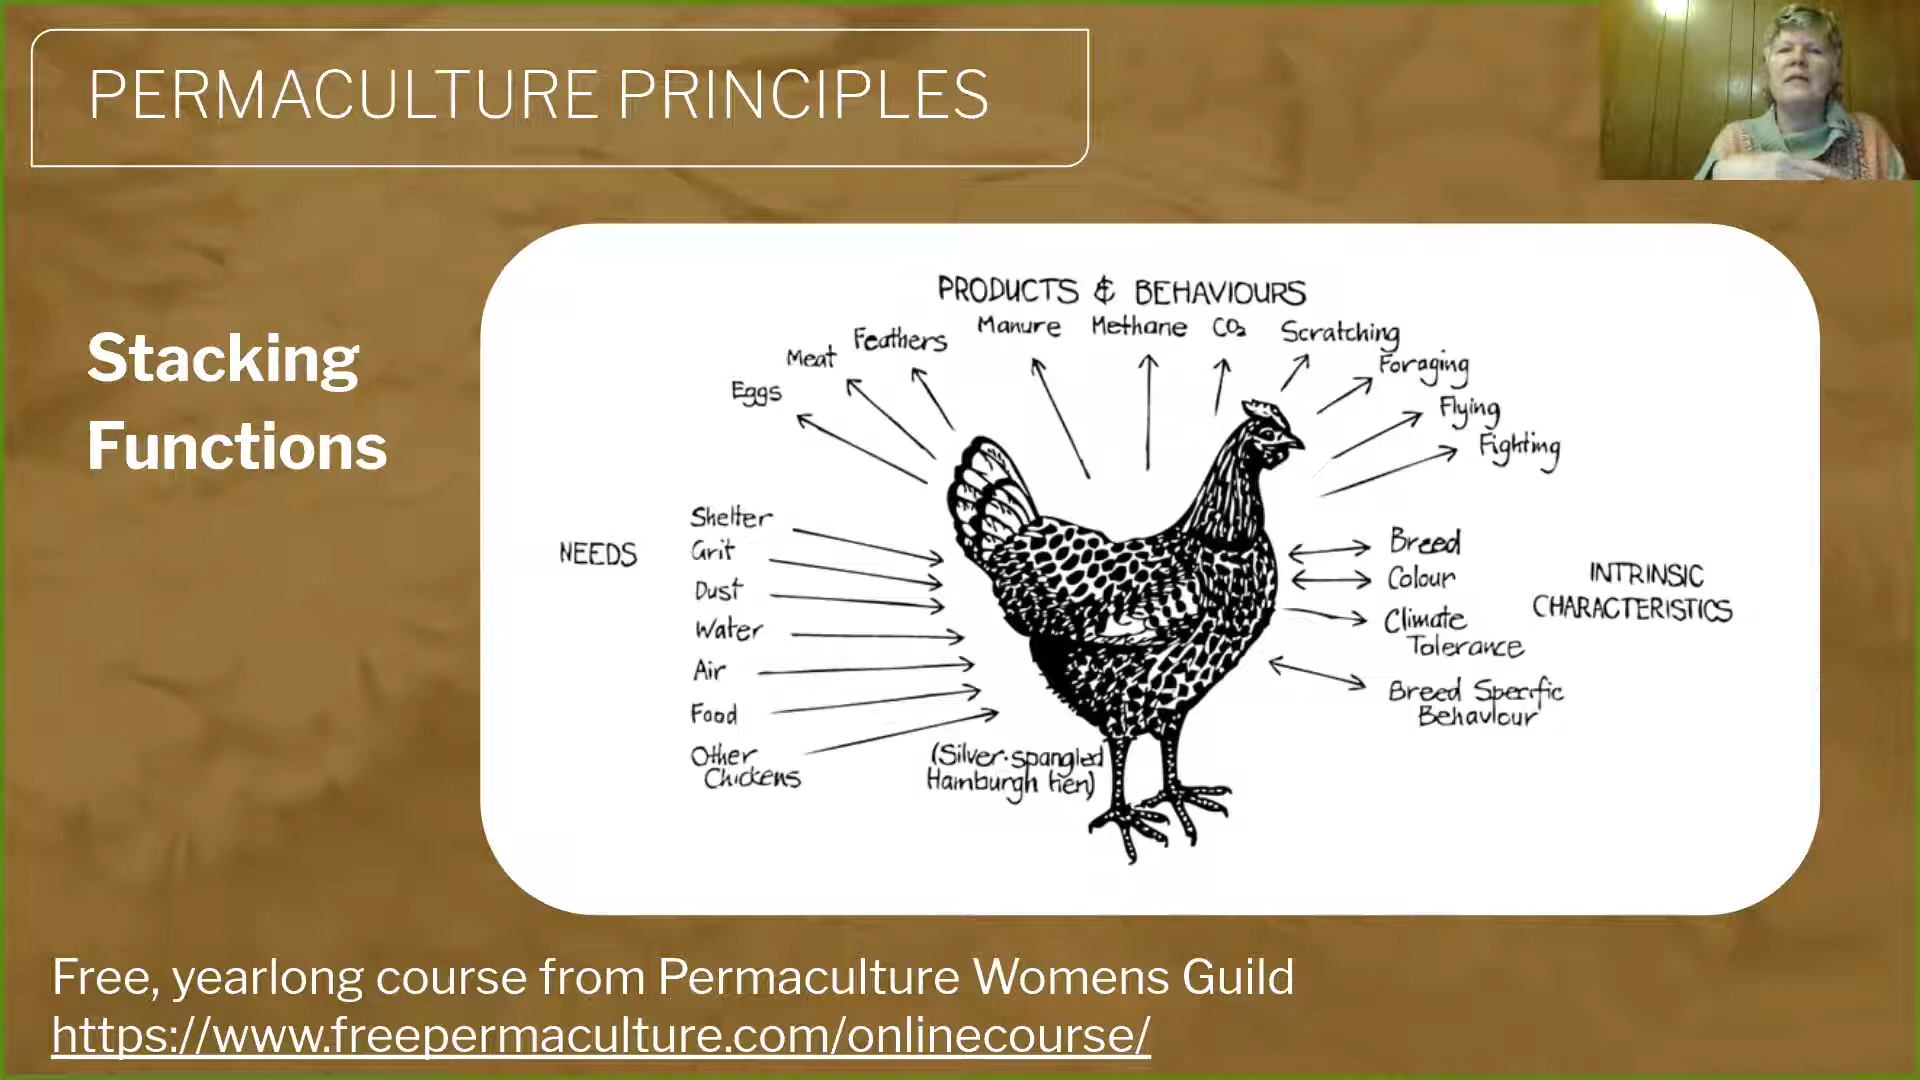 PERMACULTURE PRINCIPLES
Stacking
Functions
PRODUCTS & BEHAVIOURS
Eggs
Meat
Feathers
Manure
Methane
CO₂
Scratching
Foraging
Flying
Fighting
NEEDS
Shelter
Grit
Dust
Water
Air
Food
Other
Chickens
(Silver-spangled
Hamburgh hen)
Breed
Colour
Climate
Tolerance
Breed Specific
Behaviour
INTRINSIC
CHARACTERISTICS
Free, yearlong course from Permaculture Womens Guild
https://www.freepermaculture.com/onlinecourse/